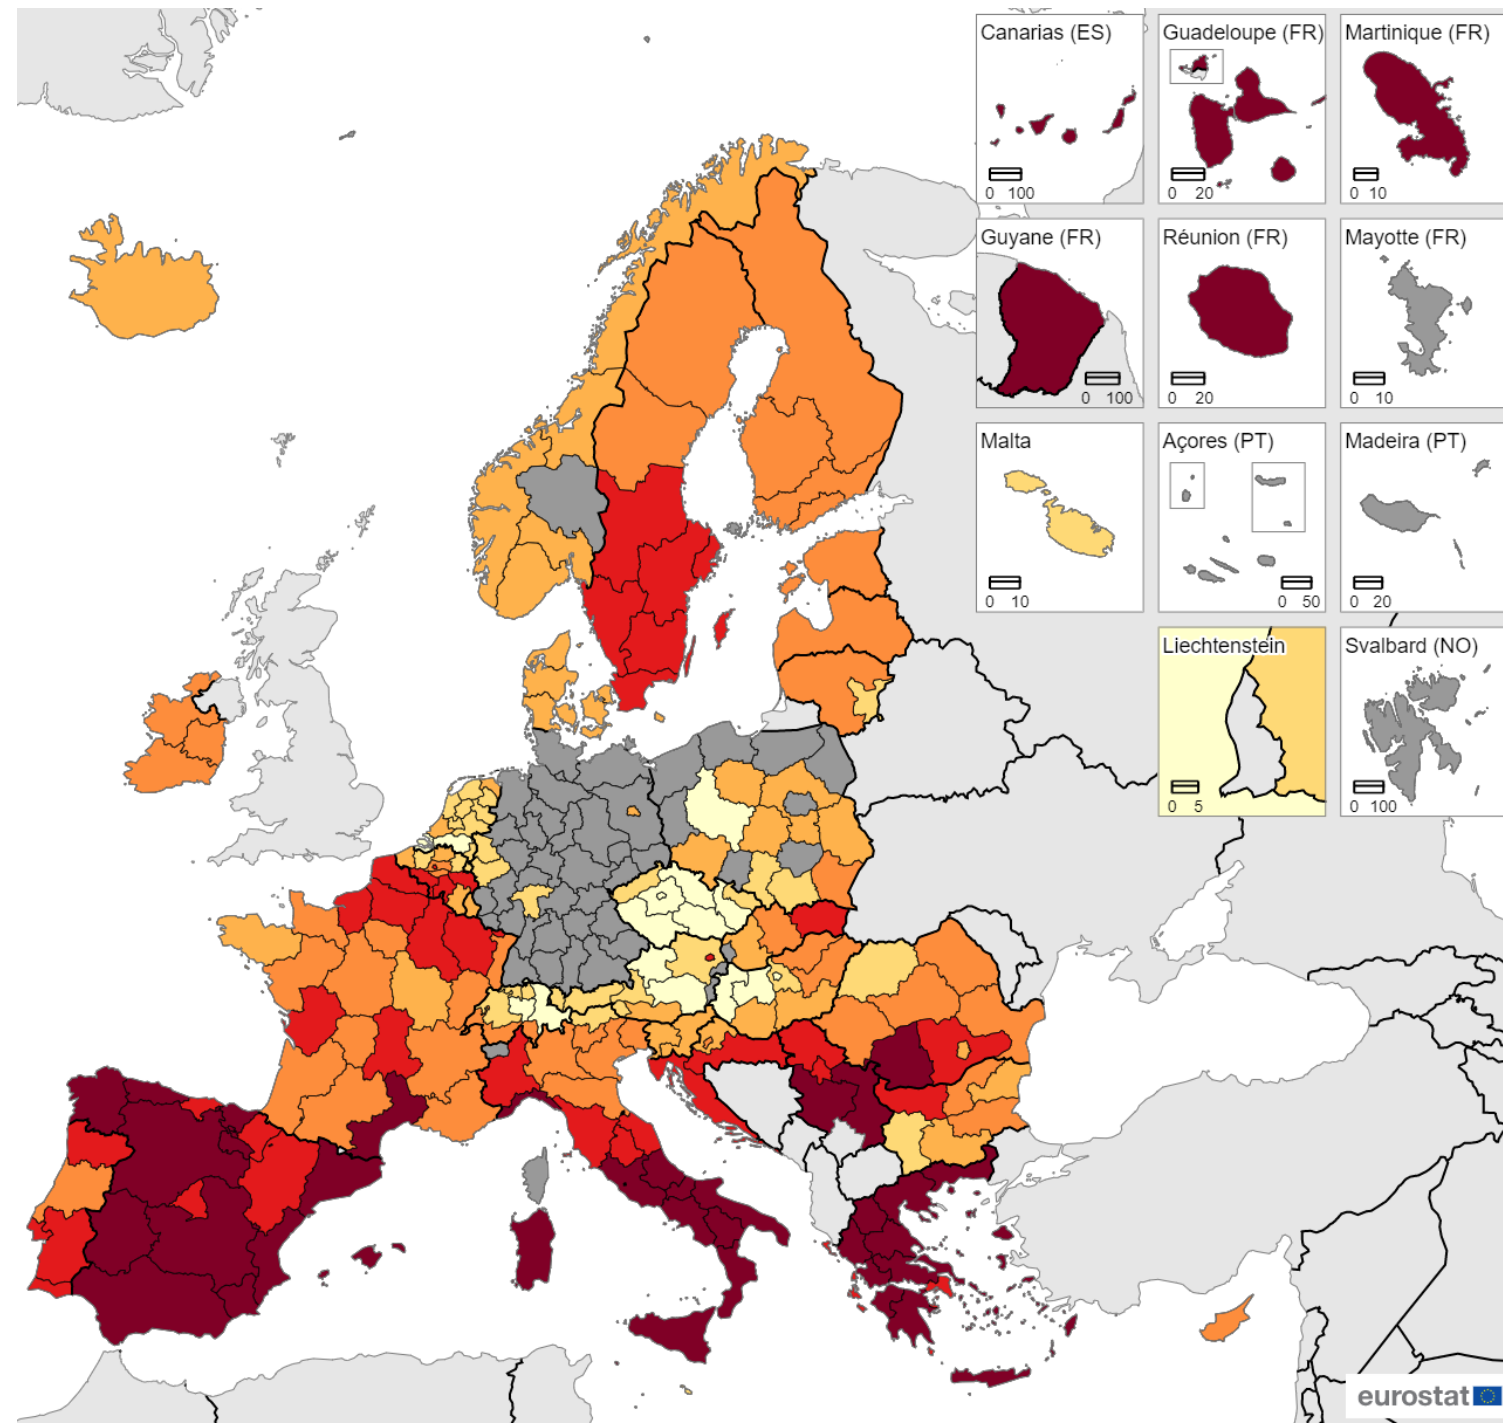 Canarias (ES)
0 100
Guadeloupe (FR)
0 20
Martinique (FR)
0 10
Guyane (FR)
0 100
Réunion (FR)
0 20
Mayotte (FR)
0 10
Malta
0 10
Açores (PT)
0 50
Madeira (PT)
0 20
Liechtenstein
0 5
Svalbard (NO)
0 100
eurostat